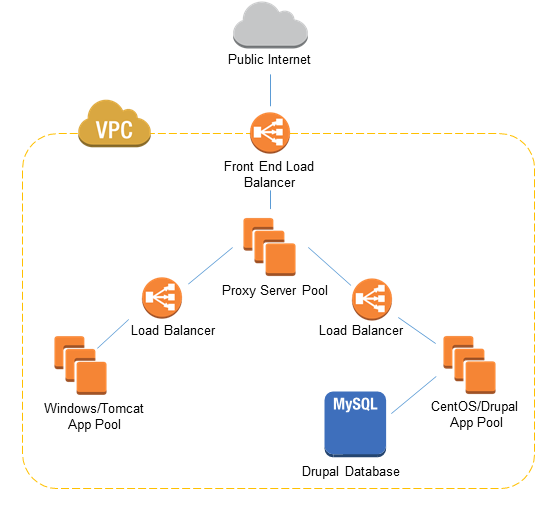 Public Internet
VPC
Front End Load
Balancer
Proxy Server Pool
Load Balancer
Load Balancer
Windows/Tomcat
App Pool
MySQL
CentOS/Drupal
App Pool
Drupal Database